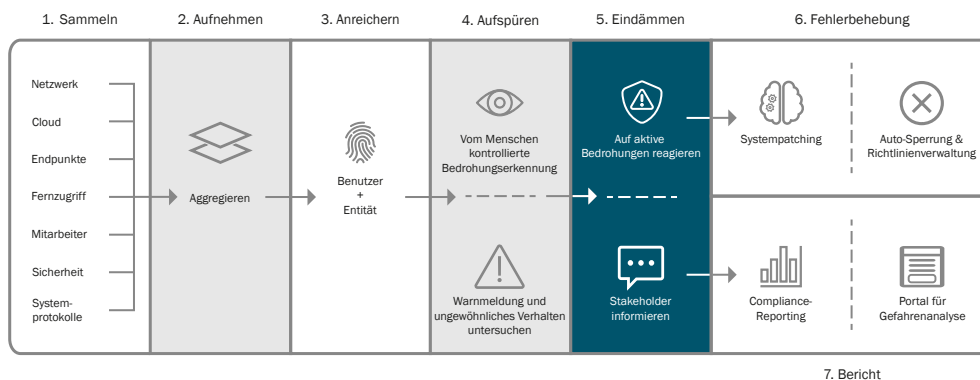 1. Sammeln
2. Aufnehmen
3. Anreichern
4. Aufspüren
5. Eindämmen
6. Fehlerbehebung
Netzwerk
Cloud
Endpunkte
Fernzugriff
Mitarbeiter
Sicherheit
System-
protokolle
Aggregieren
Benutzer
+
Entität
Vom Menschen
kontrollierte
Bedrohungserkennung
Warnmeldung und
ungewöhnliches Verhalten
untersuchen
Auf aktive
Bedrohungen reagieren
Stakeholder
informieren
Systempatching
Auto-Sperrung &
Richtlinienverwaltung
Compliance-
Reporting
Portal für
Gefahrenanalyse
7. Bericht